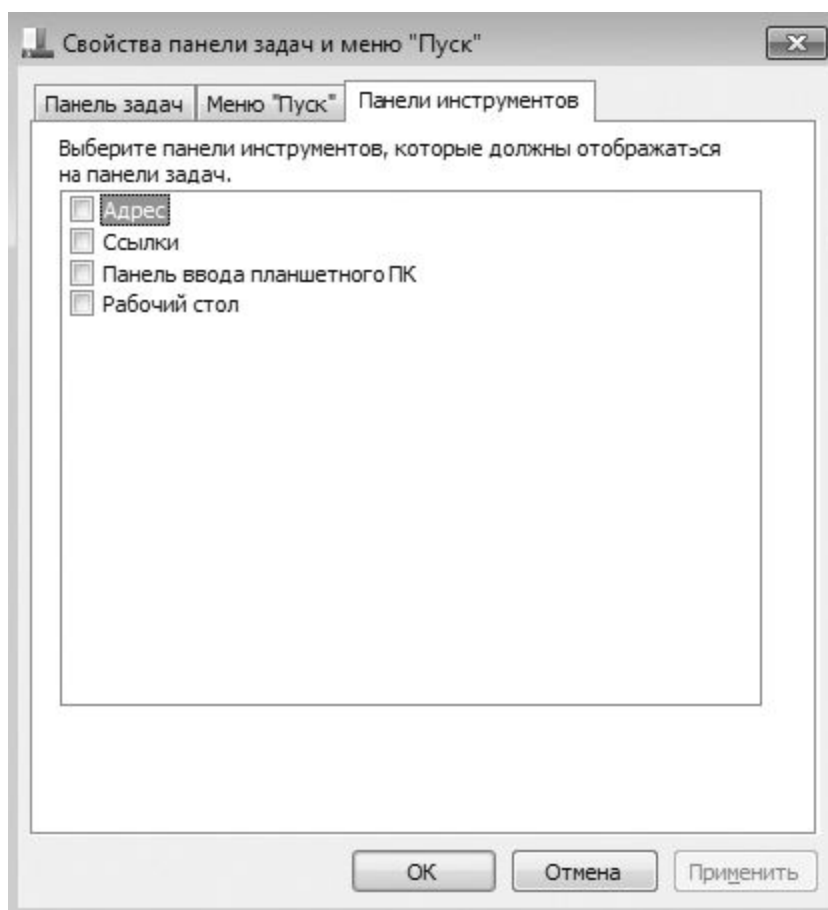 Свойства панели задач и меню "Пуск"
Панель задач Меню "Пуск" Панели инструментов
Выберите панели инструментов, которые должны отображаться
на панели задач.
Адрес
Ссылки
Панель ввода планшетного ПК
Рабочий стол
ОК Отмена Применить